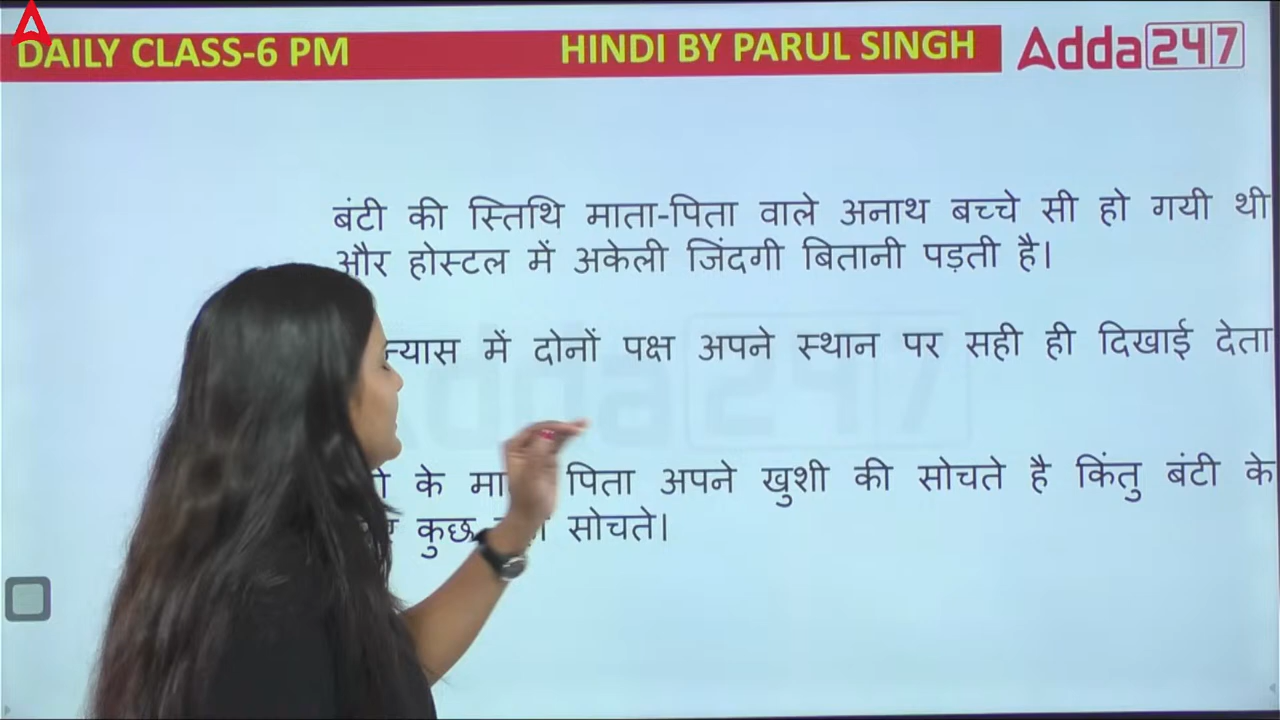 DAILY CLASS-6 PM
HINDI BY PARUL SINGH
Adda247
बंटी की स्तिथि माता-पिता वाले अनाथ बच्चे सी हो गयी थी
और होस्टल में अकेली जिंदगी बितानी पड़ती है।
में दोनों पक्ष अपने स्थान पर सही ही दिखाई देता
के पिता अपने खुशी की सोचते है किंतु बंटी के
कुछ सोचते।